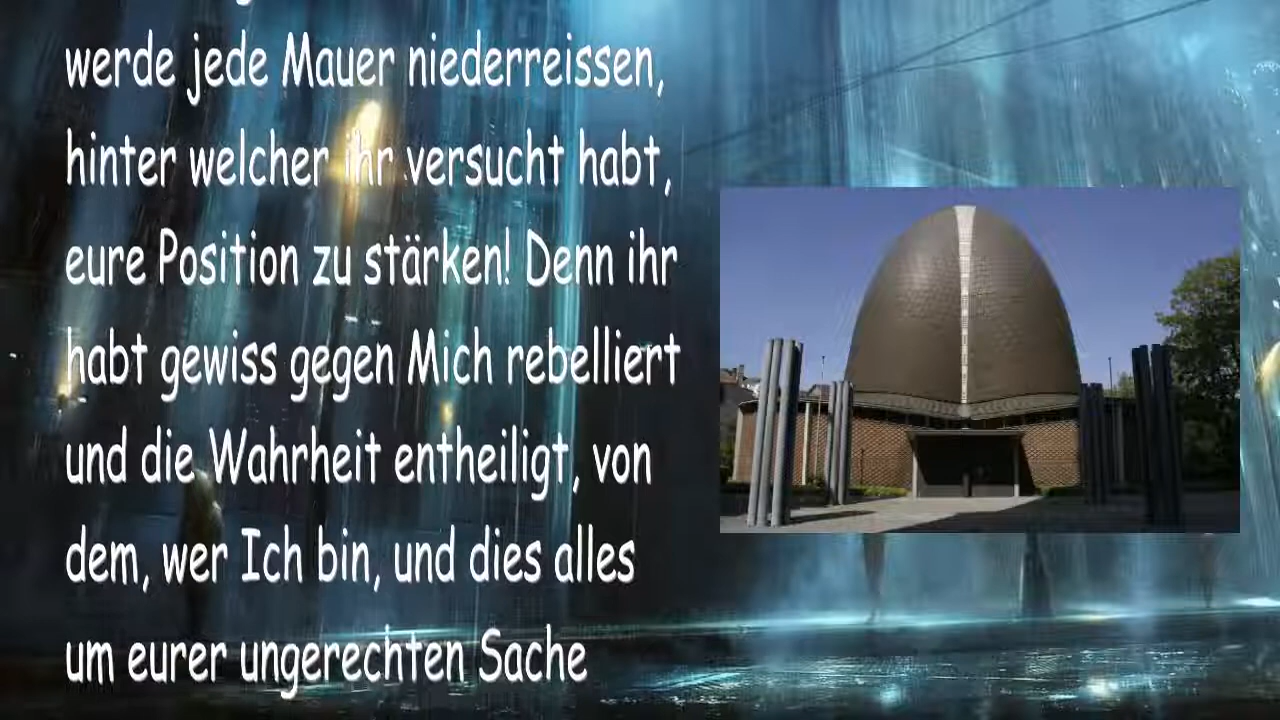 werde jede Mauer niederreissen,
hinter welcher ihr versucht habt,
eure Position zu stärken! Denn ihr
habt gewiss gegen Mich rebelliert
und die Wahrheit entheiligt, von
dem, wer Ich bin, und dies alles
um eurer ungerechten Sache